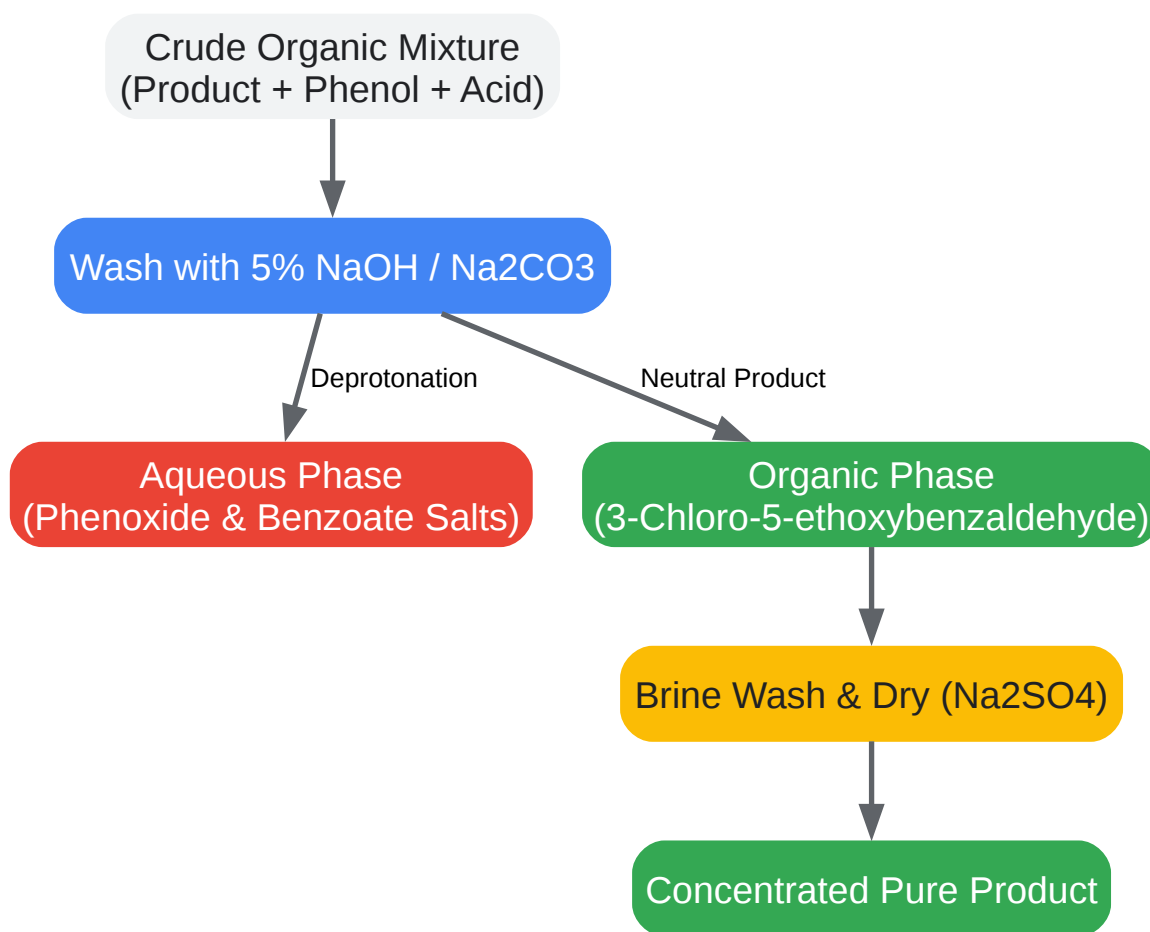 Crude Organic Mixture
(Product + Phenol + Acid)
Wash with 5% NaOH / Na2CO3
Deprotonation
Neutral Product
Aqueous Phase
(Phenoxide & Benzoate Salts)
Organic Phase
(3-Chloro-5-ethoxybenzaldehyde)
Brine Wash & Dry (Na2SO4)
Concentrated Pure Product